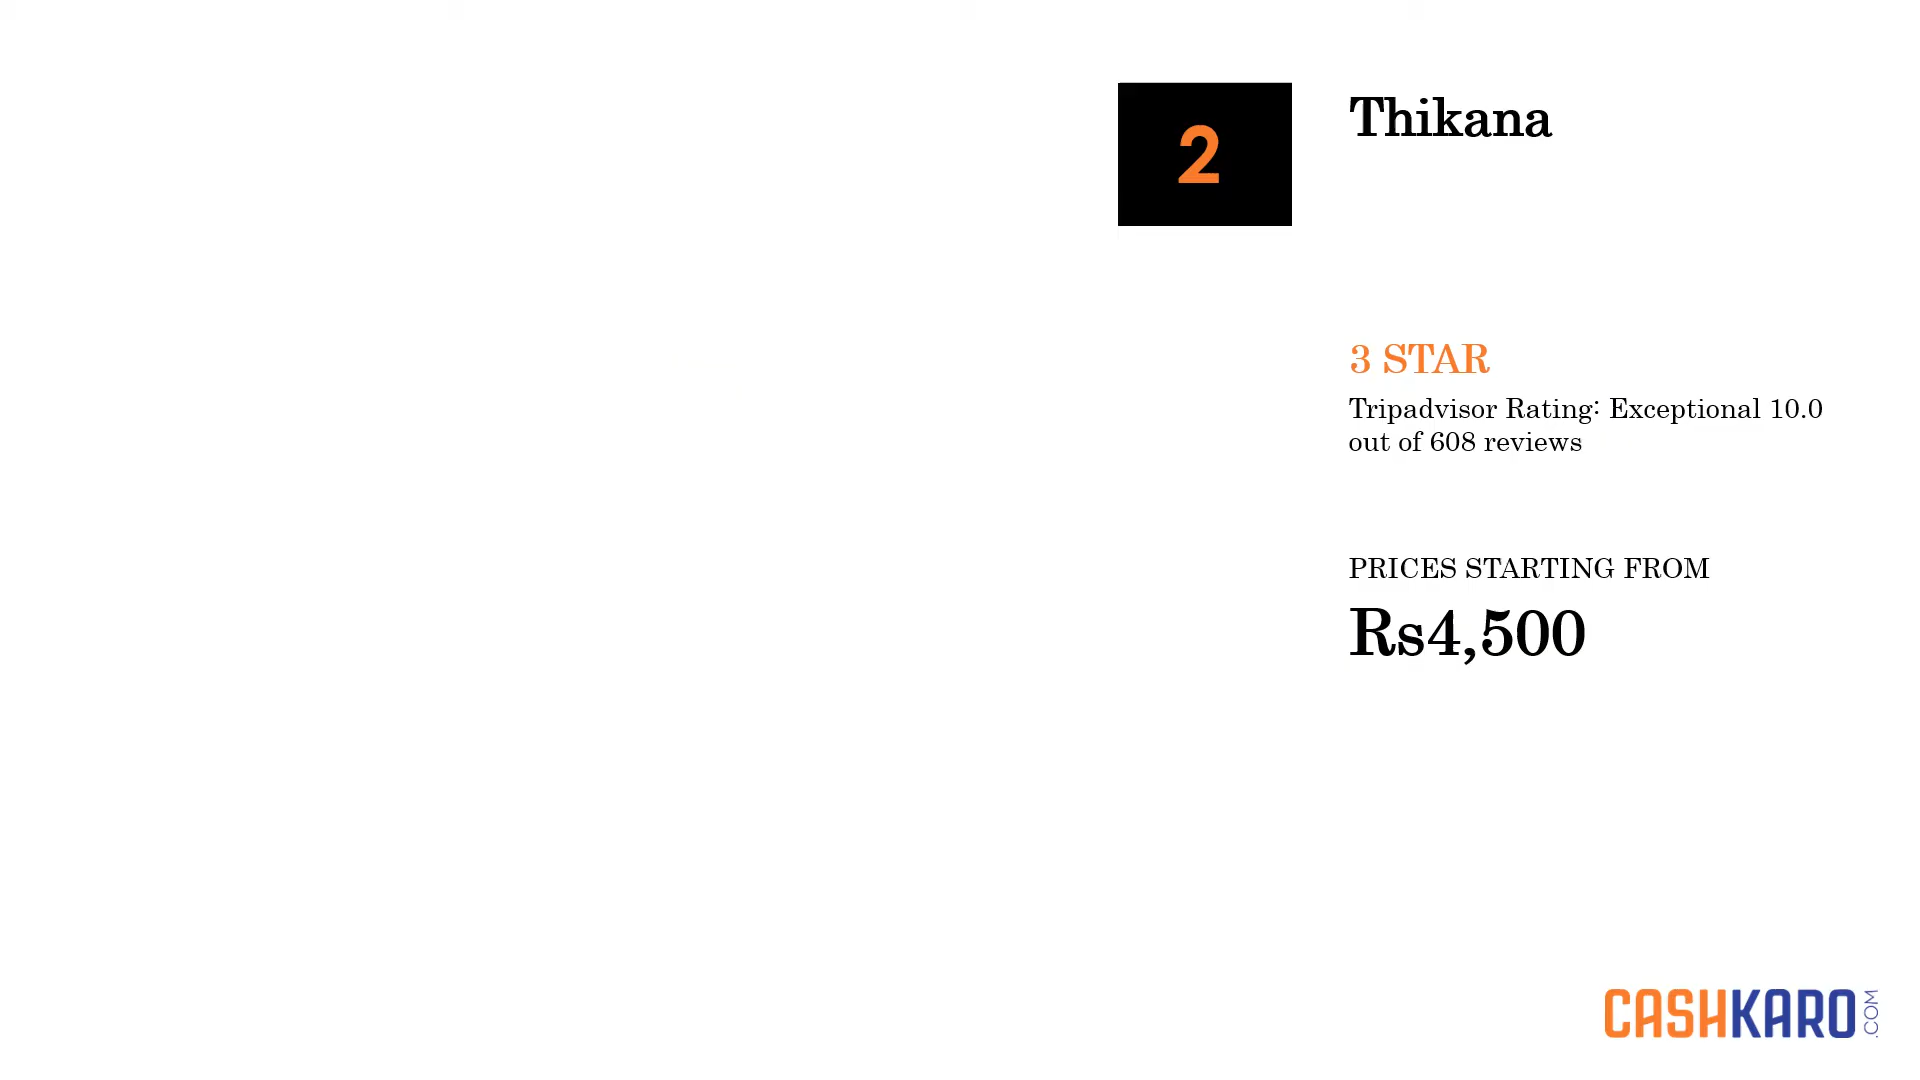 2
Thikana
3 STAR
Tripadvisor Rating: Exceptional 10.0
out of 608 reviews
PRICES STARTING FROM
Rs4,500
CASHKARO.COM